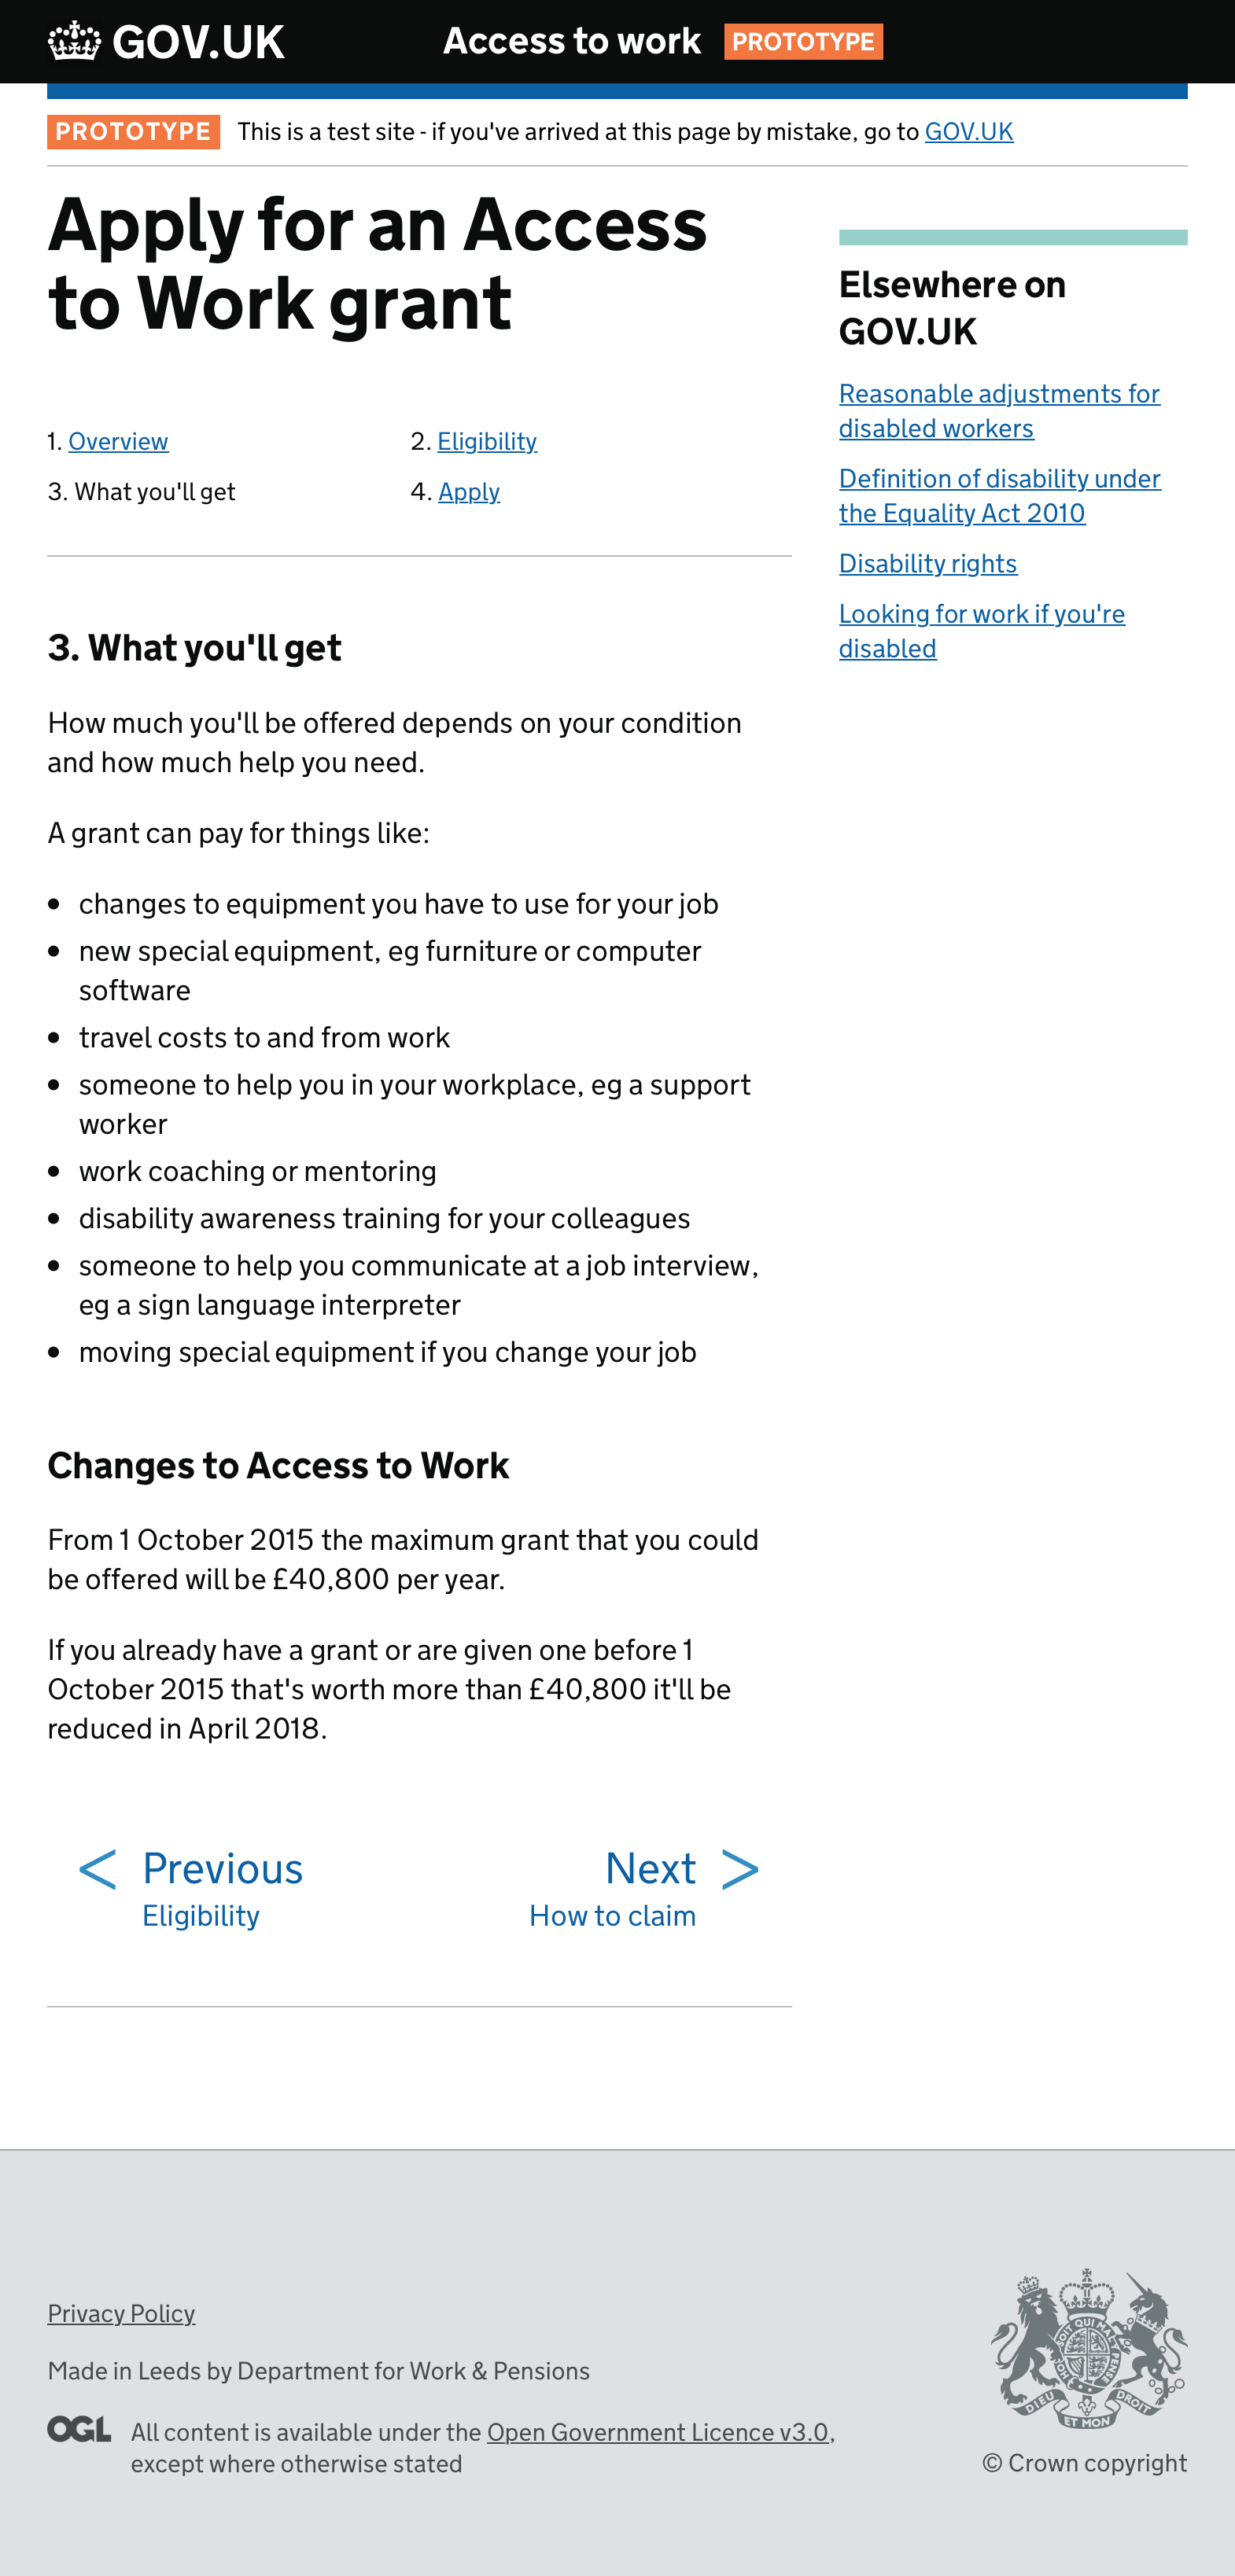 GOV.UK
Access to work PROTOTYPE
PROTOTYPE This is a test site - if you've arrived at this page by mistake, go to GOV.UK
Apply for an Access
to Work grant
1. Overview
2. Eligibility
3. What you'll get
4. Apply
3. What you'll get
How much you'll be offered depends on your condition
and how much help you need.
A grant can pay for things like:
• changes to equipment you have to use for your job
• new special equipment, eg furniture or computer
software
• travel costs to and from work
• someone to help you in your workplace, eg a support
worker
• work coaching or mentoring
• disability awareness training for your colleagues
• someone to help you communicate at a job interview,
eg a sign language interpreter
• moving special equipment if you change your job
Changes to Access to Work
From 1 October 2015 the maximum grant that you could
be offered will be £40,800 per year.
If you already have a grant or are given one before 1
October 2015 that's worth more than £40,800 it'll be
reduced in April 2018.
< Previous
Eligibility
Next >
How to claim
Elsewhere on
GOV.UK
Reasonable adjustments for
disabled workers
Definition of disability under
the Equality Act 2010
Disability rights
Looking for work if you're
disabled
Privacy Policy
Made in Leeds by Department for Work & Pensions
OGL
All content is available under the Open Government Licence v3.0,
except where otherwise stated
DIEU ET MON DROIT
© Crown copyright